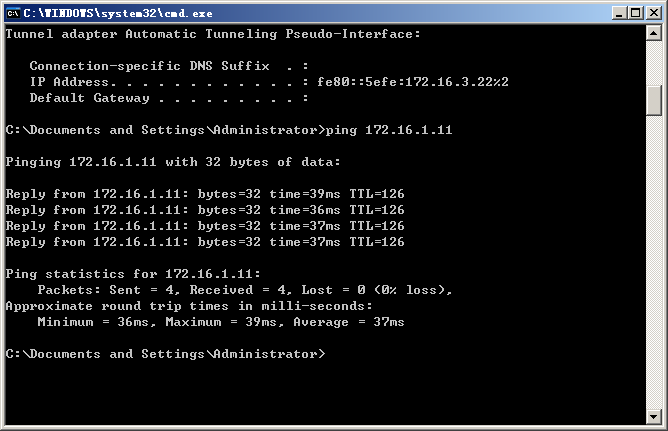 C:\WINDOWS\system32\cmd.exe
Tunnel adapter Automatic Tunneling Pseudo-Interface:
Connection-specific DNS Suffix  . :
IP Address. . . . . . . . . . . . : fe80::5efe:172.16.3.22%2
Default Gateway . . . . . . . . . :
C:\Documents and Settings\Administrator>ping 172.16.1.11
Pinging 172.16.1.11 with 32 bytes of data:
Reply from 172.16.1.11: bytes=32 time=39ms TTL=126
Reply from 172.16.1.11: bytes=32 time=36ms TTL=126
Reply from 172.16.1.11: bytes=32 time=37ms TTL=126
Reply from 172.16.1.11: bytes=32 time=37ms TTL=126
Ping statistics for 172.16.1.11:
Packets: Sent = 4, Received = 4, Lost = 0 (0% loss),
Approximate round trip times in milli-seconds:
Minimum = 36ms, Maximum = 39ms, Average = 37ms
C:\Documents and Settings\Administrator>